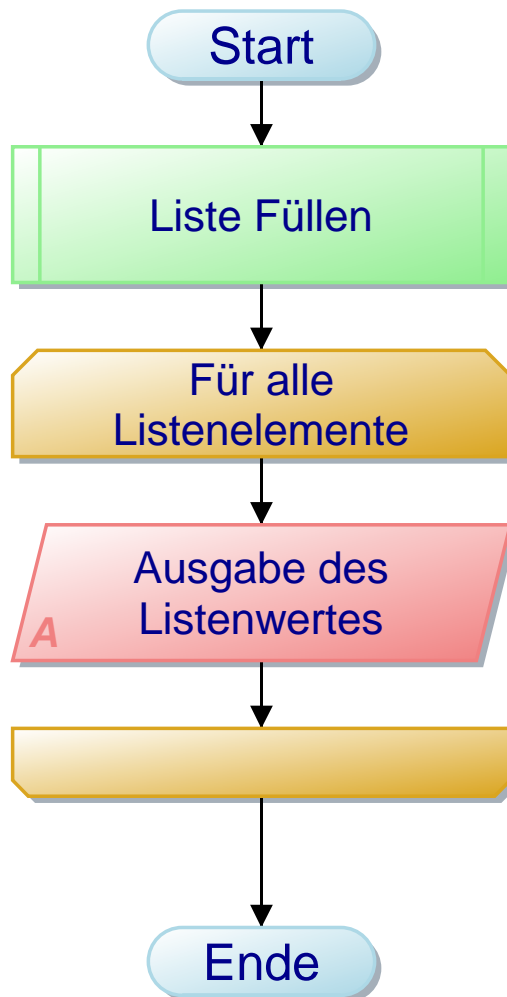 Start
Liste Füllen
Für alle
Listenelemente
Ausgabe des
Listenwertes
A
Ende